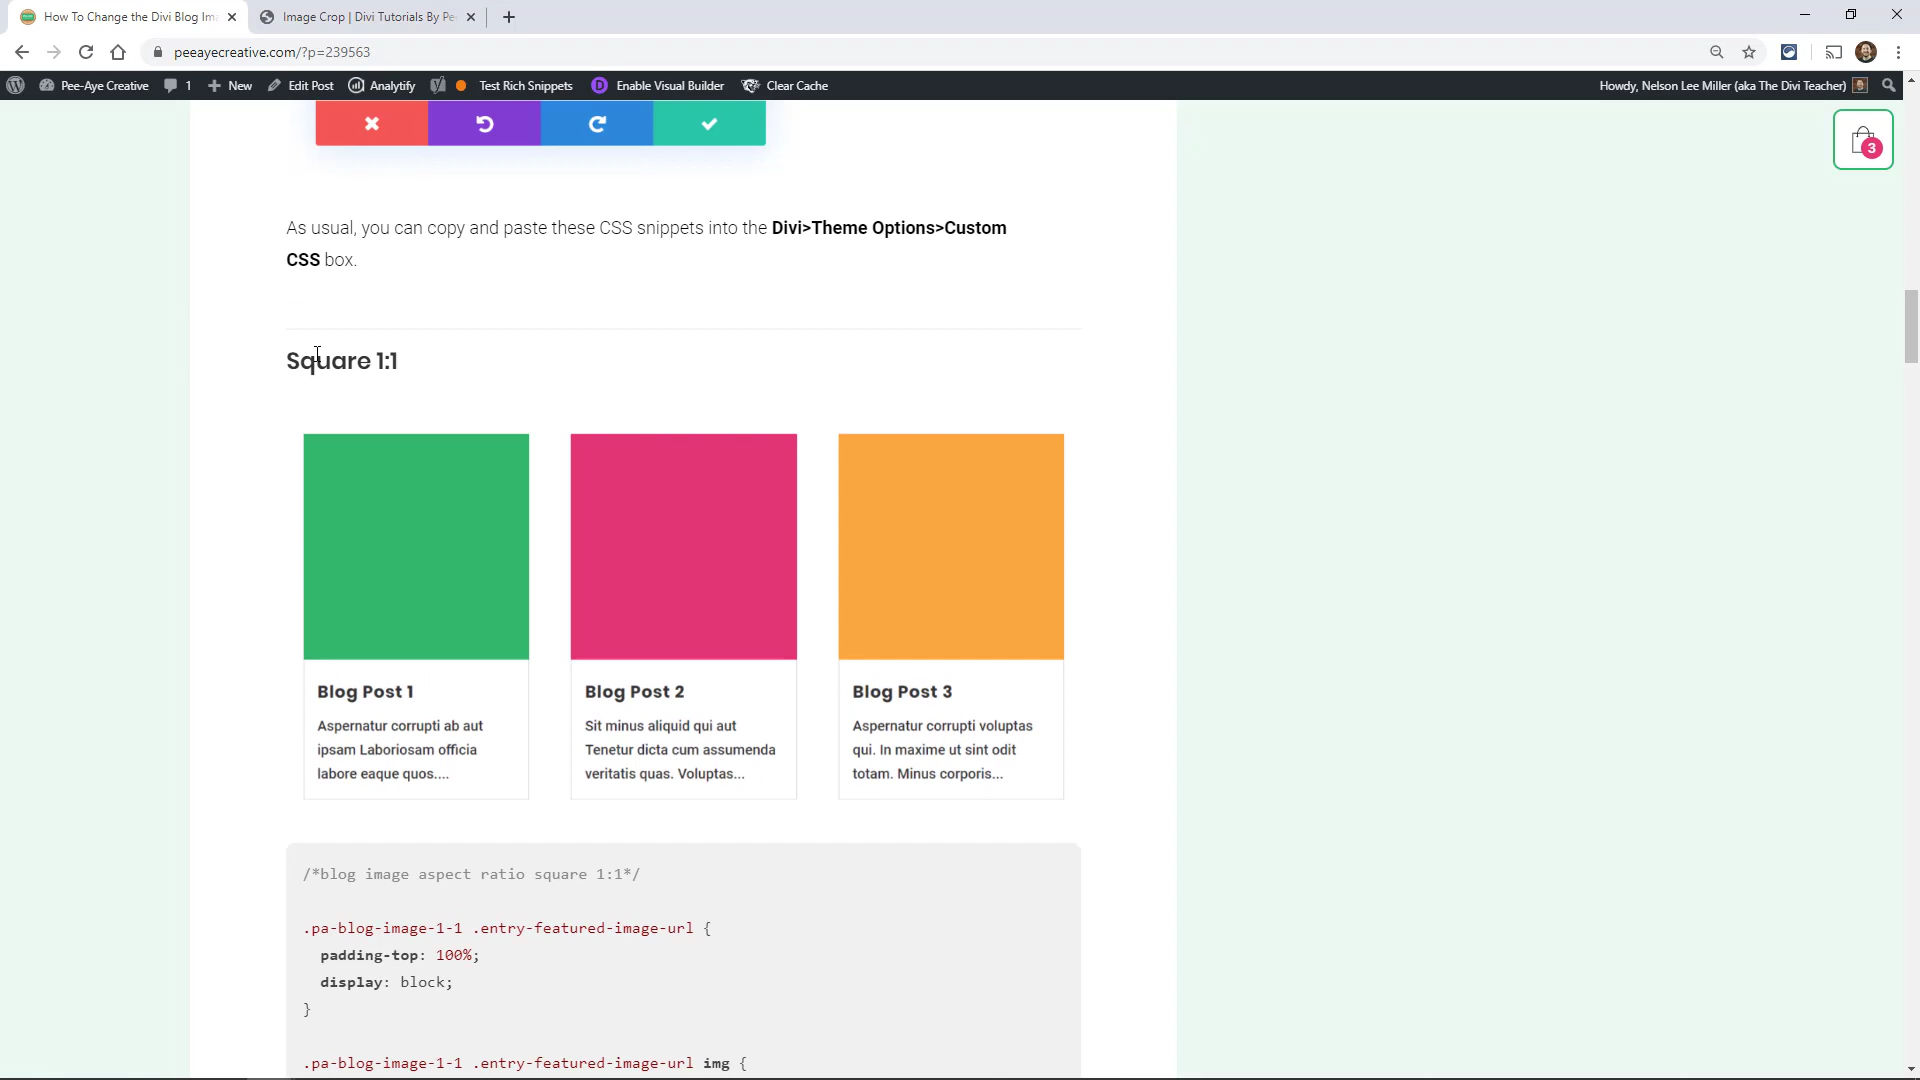 How To Change the Divi Blog Ima
Image Crop | Divi Tutorials By Pe
peeayecreative.com/?p=239563
Pee-Aye Creative 1 New Edit Post Analytify Test Rich Snippets Enable Visual Builder Clear Cache Howdy, Nelson Lee Miller (aka The Divi Teacher)
3
As usual, you can copy and paste these CSS snippets into the Divi>Theme Options>Custom
CSS box.
Square 1:1
Blog Post 1
Aspernatur corrupti ab aut
ipsam Laboriosam officia
labore eaque quos....
Blog Post 2
Sit minus aliquid qui aut
Tenetur dicta cum assumenda
veritatis quas. Voluptas...
Blog Post 3
Aspernatur corrupti voluptas
qui. In maxime ut sint odit
totam. Minus corporis...
/*blog image aspect ratio square 1:1*/
.pa-blog-image-1-1 .entry-featured-image-url {
padding-top: 100%;
display: block;
}
.pa-blog-image-1-1 .entry-featured-image-url img {